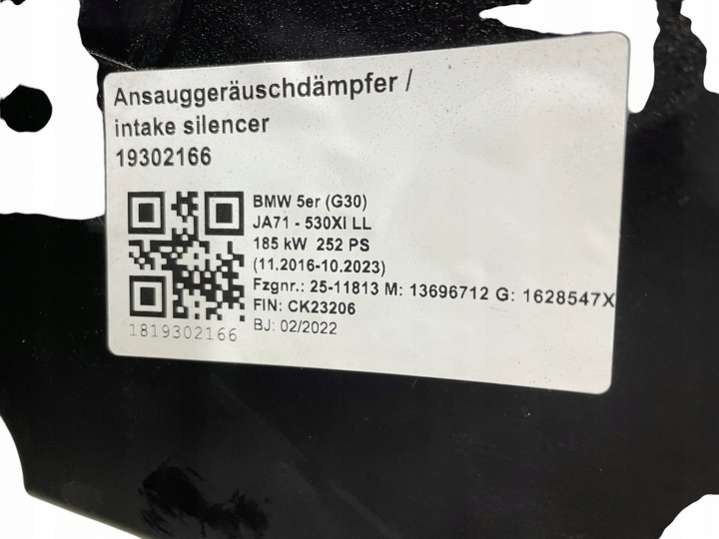 Ansauggeräuschdämpfer /
intake silencer
19302166
BMW 5er (G30)
JA71 - 530Xi LL
185 kW 252 PS
(11.2016-10.2023)
Fzgnr.: 25-11813 M: 13696712 G: 1628547X
FIN: CK23206
BJ: 02/2022
1819302166